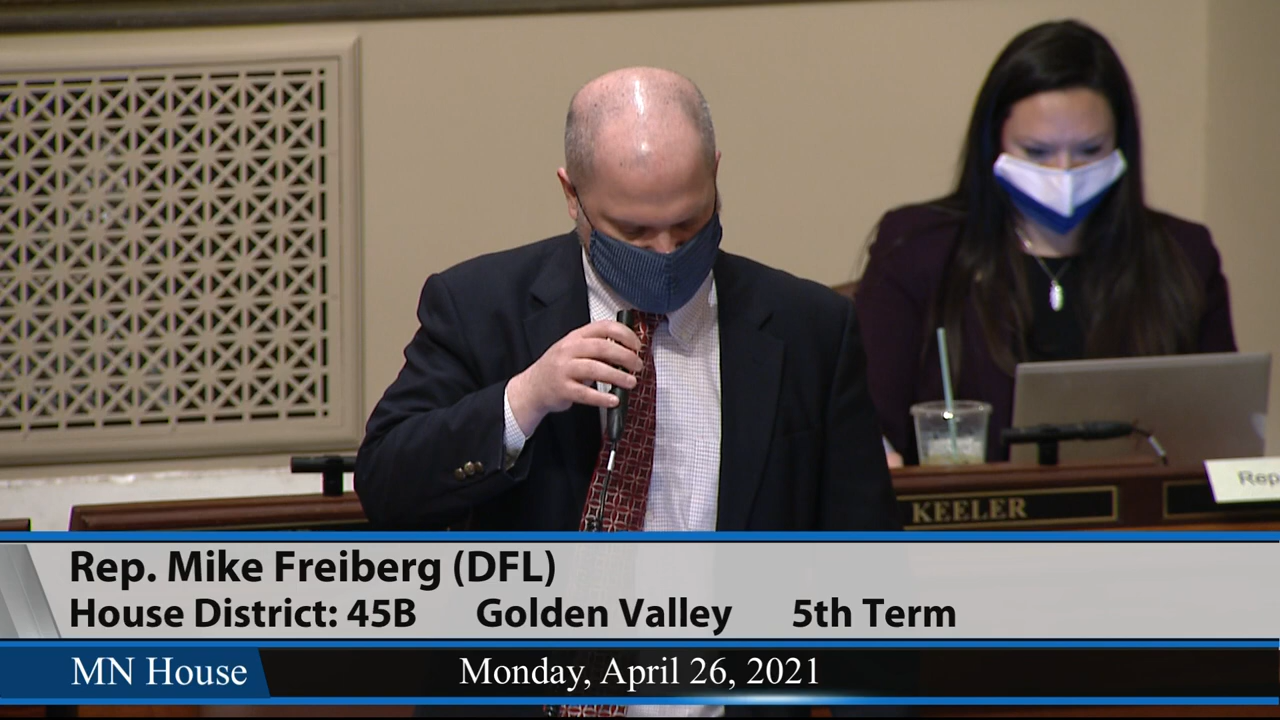 KEELER
Rep
Rep. Mike Freiberg (DFL)
House District: 45B Golden Valley 5th Term
MN House Monday, April 26, 2021